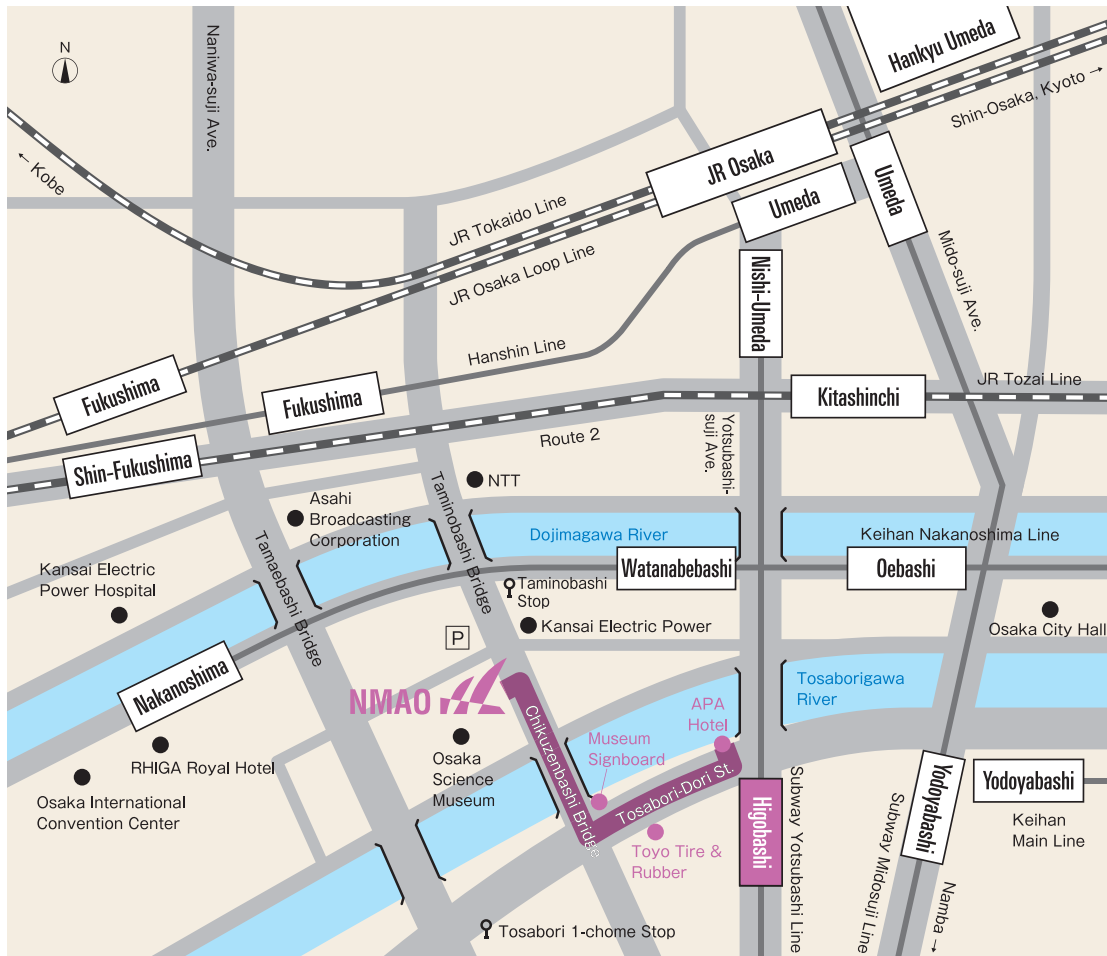 N
Naniwa-suji Ave.
Hankyu Umeda
Shin-Osaka, Kyoto →
← Kobe
JR Osaka
Umeda
Umeda
JR Tokaido Line
JR Osaka Loop Line
Mido-suji Ave.
Nishi-Umeda
Hanshin Line
Fukushima
Fukushima
JR Tozai Line
Kitashinchi
Route 2
Yotsubashi-
suji Ave.
Shin-Fukushima
NTT
Asahi
Broadcasting
Corporation
Taminobashi Bridge
Dojimagawa River
Keihan Nakanoshima Line
Tamaebashi Bridge
Kansai Electric
Power Hospital
Watanabebashi
Oebashi
Taminobashi
Stop
Kansai Electric Power
Osaka City Hall
P
Nakanoshima
NMAO
Tosaborigawa
River
APA
Hotel
Chikuzenbashi Bridge
Museum
Signboard
RHIGA Royal Hotel
Osaka
Science
Museum
Osaka International
Convention Center
Tosabori-Dori St.
Higobashi
Subway Yotsubashi Line
Yodoyabashi
Yodoyabashi
Keihan
Main Line
Toyo Tire &
Rubber
Subway Midosuji Line
Namba →
Tosabori 1-chome Stop